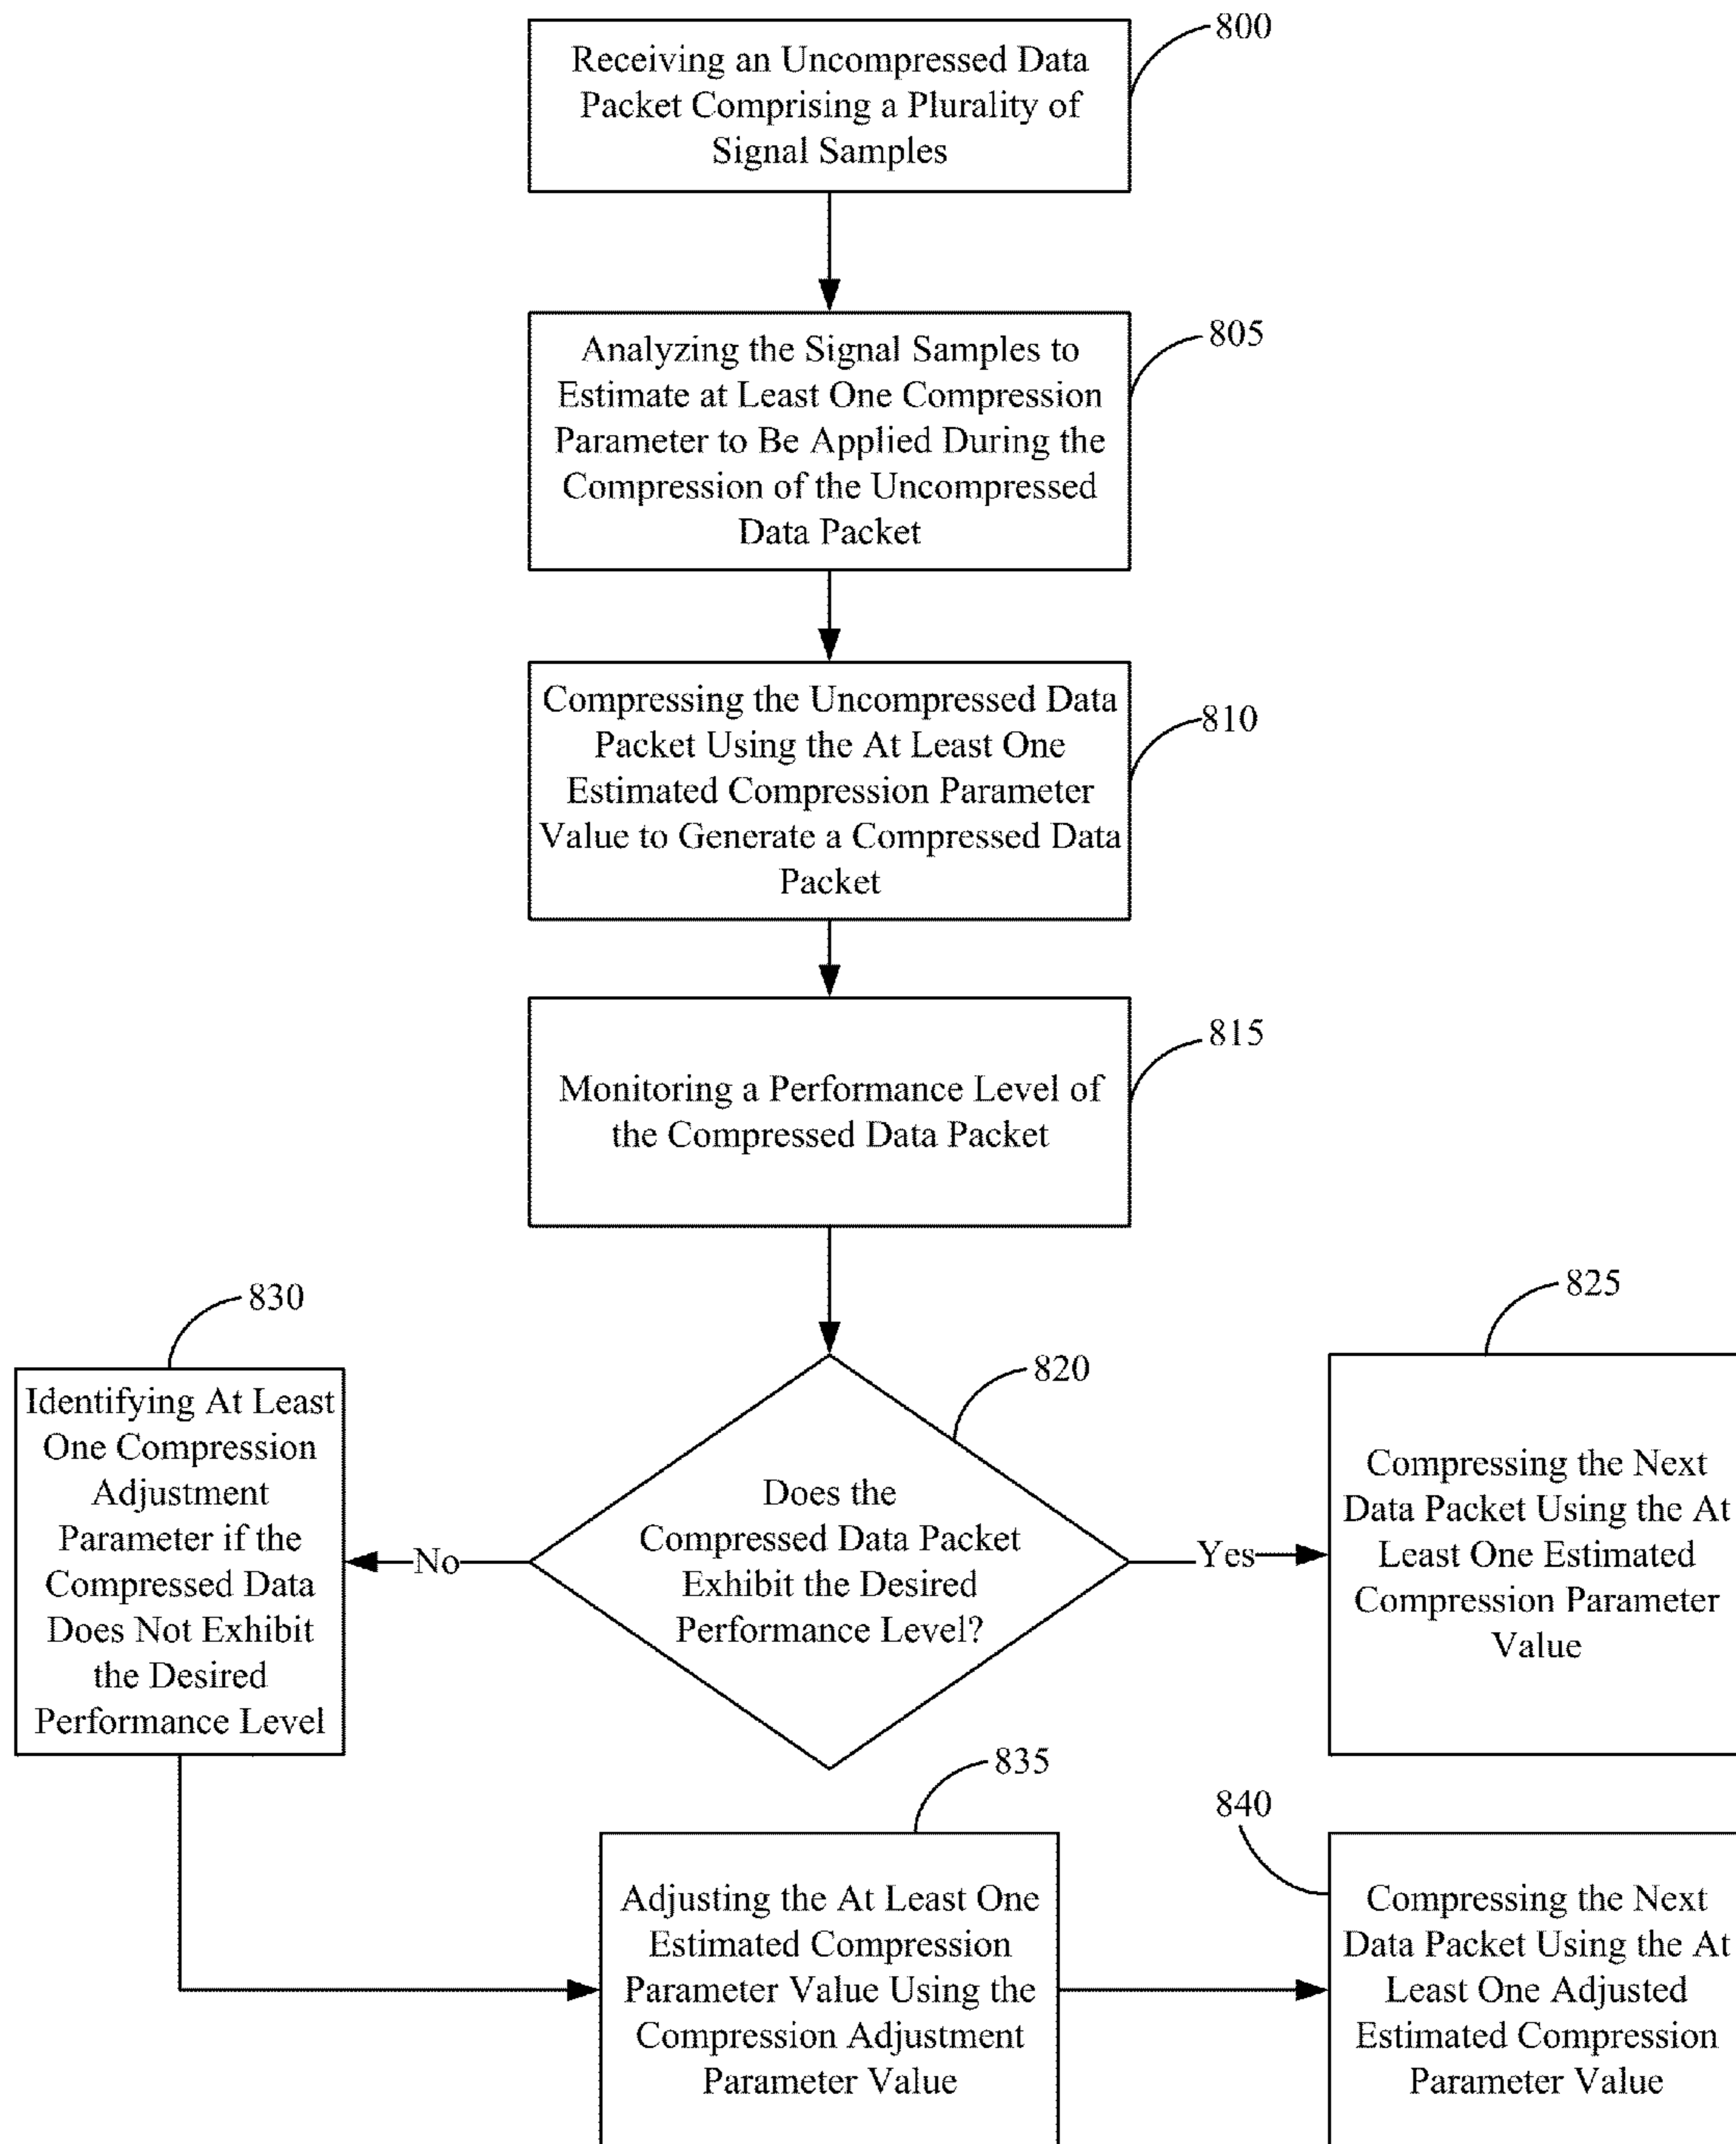 800
Receiving an Uncompressed Data
Packet Comprising a Plurality of
Signal Samples
805
Analyzing the Signal Samples to
Estimate at Least One Compression
Parameter to Be Applied During the
Compression of the Uncompressed
Data Packet
810
Compressing the Uncompressed Data
Packet Using the At Least One
Estimated Compression Parameter
Value to Generate a Compressed Data
Packet
815
Monitoring a Performance Level of
the Compressed Data Packet
820
Does the
Compressed Data Packet
Exhibit the Desired
Performance Level?
Yes
825
Compressing the Next
Data Packet Using the At
Least One Estimated
Compression Parameter
Value
No
830
Identifying At Least
One Compression
Adjustment
Parameter if the
Compressed Data
Does Not Exhibit
the Desired
Performance Level
835
Adjusting the At Least One
Estimated Compression
Parameter Value Using the
Compression Adjustment
Parameter Value
840
Compressing the Next
Data Packet Using the At
Least One Adjusted
Estimated Compression
Parameter Value